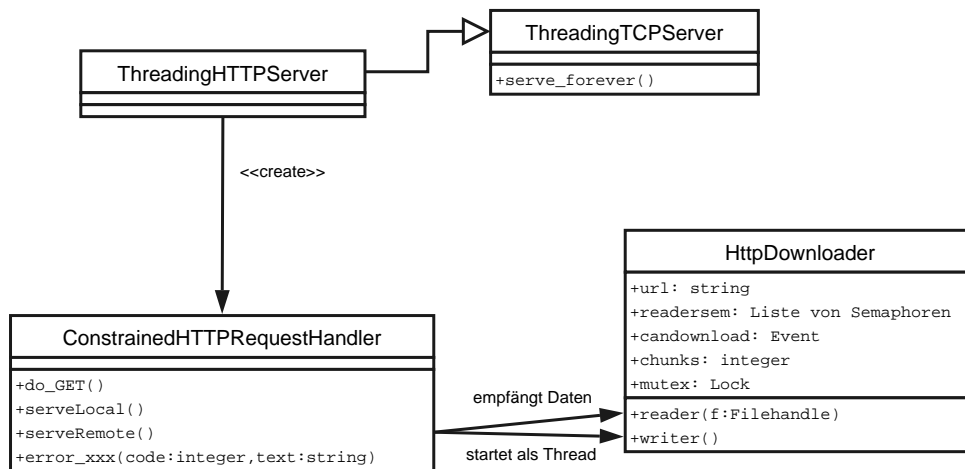 ThreadingTCPServer
+serve_forever()
ThreadingHTTPServer
<<create>>
HttpDownloader
+url: string
+readersem: Liste von Semaphoren
+candownload: Event
+chunks: integer
+mutex: Lock
+reader(f:Filehandle)
+writer()
ConstrainedHTTPRequestHandler
+do_GET()
+serveLocal()
+serveRemote()
+error_xxx(code:integer,text:string)
empfängt Daten
startet als Thread